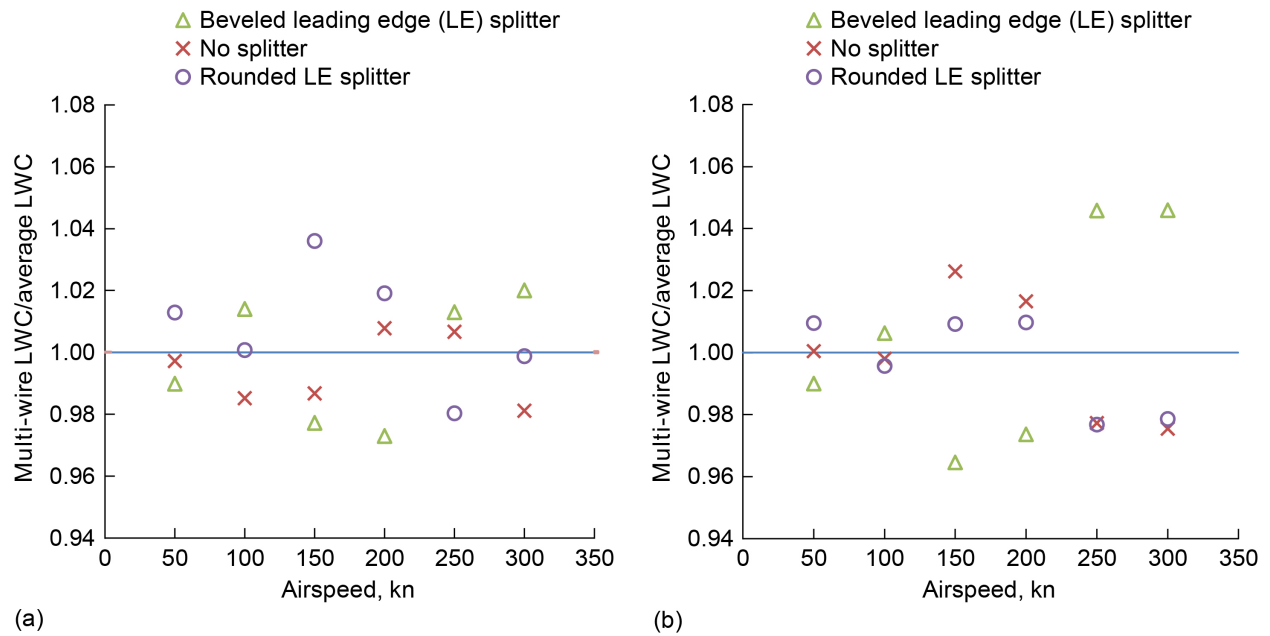 Beveled leading edge (LE) splitter
No splitter
Rounded LE splitter
1.08
1.06
1.04
1.02
1.00
0.98
0.96
0.94
Multi-wire LWC/average LWC
0 50 100 150 200 250 300 350
Airspeed, kn
(a)
Beveled leading edge (LE) splitter
No splitter
Rounded LE splitter
1.08
1.06
1.04
1.02
1.00
0.98
0.96
0.94
Multi-wire LWC/average LWC
0 50 100 150 200 250 300 350
Airspeed, kn
(b)